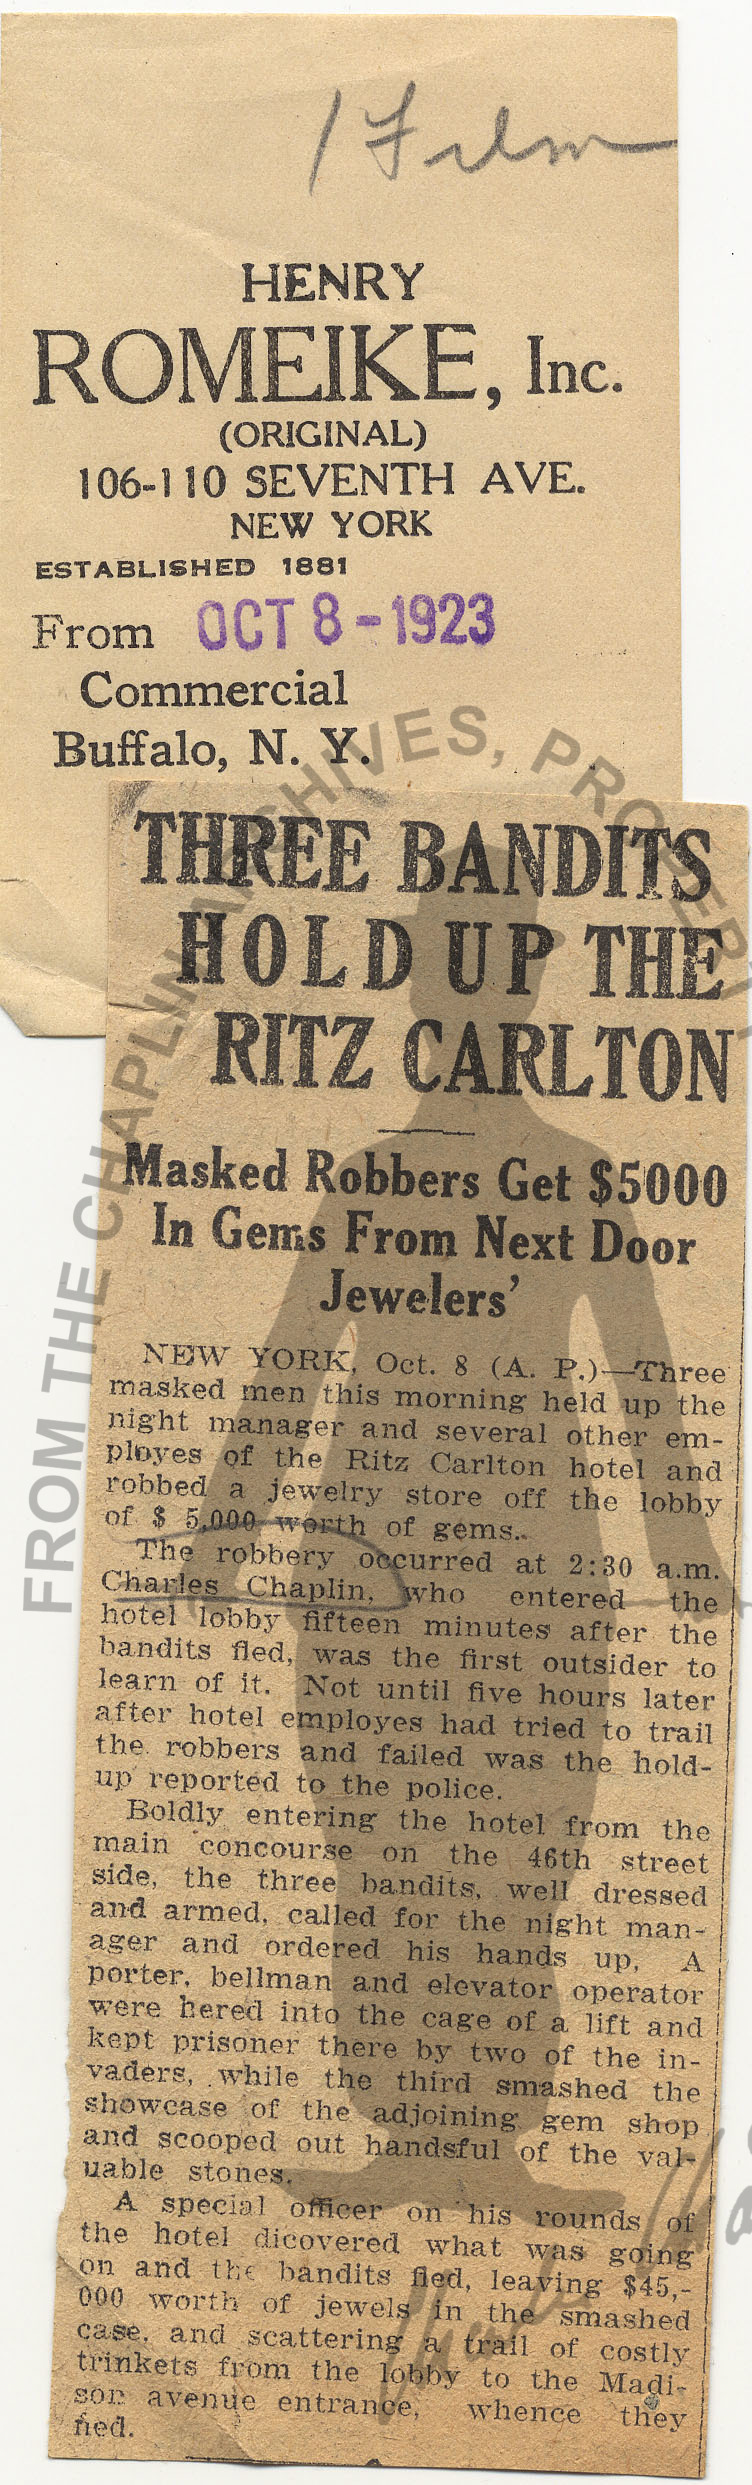 1 Film
HENRY
ROMEIKE, Inc.
(ORIGINAL)
106-110 SEVENTH AVE.
NEW YORK
ESTABLISHED 1881
From OCT 8-1923
Commercial
Buffalo, N. Y.
FROM THE CHAPLIN ARCHIVES, PROPERTY
THREE BANDITS
HOLD UP THE
RITZ CARLTON
Masked Robbers Get $5000
In Gems From Next Door
Jewelers'
NEW YORK, Oct. 8 (A. P.)—Three
masked men this morning held up the
night manager and several other em-
ployes of the Ritz Carlton hotel and
robbed a jewelry store off the lobby
of $ 5,000 worth of gems.
The robbery occurred at 2:30 a.m.
Charles Chaplin, who entered the
hotel lobby fifteen minutes after the
bandits fled, was the first outsider to
learn of it. Not until five hours later
after hotel employes had tried to trail
the robbers and failed was the hold-
up reported to the police.
Boldly entering the hotel from the
main concourse on the 46th street
side, the three bandits, well dressed
and armed, called for the night man-
ager and ordered his hands up. A
porter, bellman and elevator operator
were hered into the cage of a lift and
kept prisoner there by two of the in-
vaders, while the third smashed the
showcase of the adjoining gem shop
and scooped out handsful of the val-
uable stones.
A special officer on his rounds of
the hotel dicovered what was going
on and the bandits fled, leaving $45,-
000 worth of jewels in the smashed
case, and scattering a trail of costly
trinkets from the lobby to the Madi-
son avenue entrance, whence they
fled.